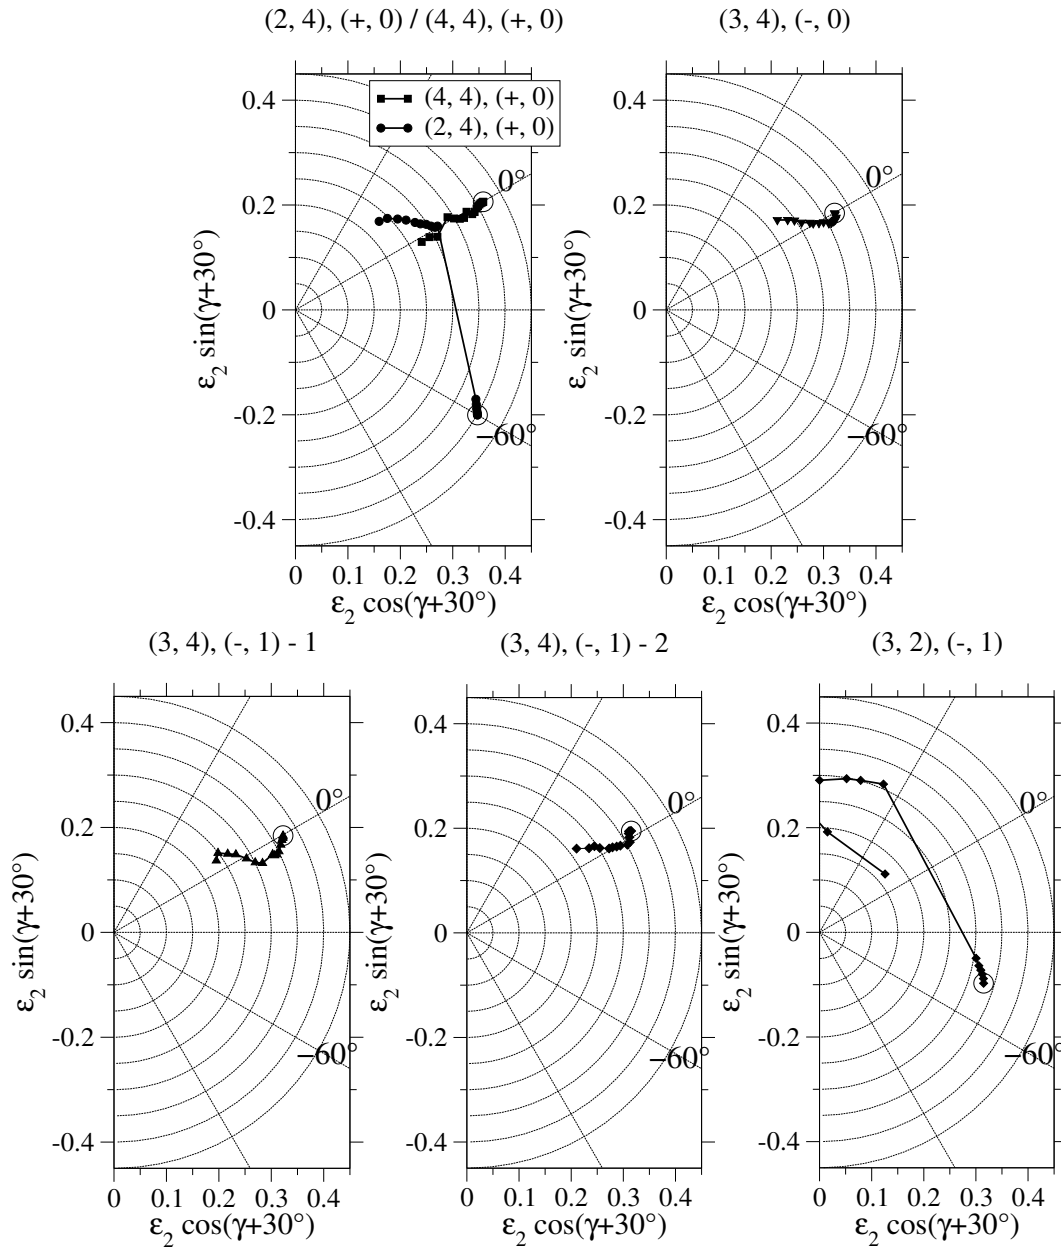 (2, 4), (+, 0) / (4, 4), (+, 0)
(3, 4), (-, 0)
(4, 4), (+, 0)
(2, 4), (+, 0)
0.4
0.2
0
-0.2
-0.4
0°
−60°
ε₂ sin(γ+30°)
0 0.1 0.2 0.3 0.4
ε₂ cos(γ+30°)
0.4
0.2
0
-0.2
-0.4
0°
−60°
ε₂ sin(γ+30°)
0 0.1 0.2 0.3 0.4
ε₂ cos(γ+30°)
(3, 4), (-, 1) - 1
(3, 4), (-, 1) - 2
(3, 2), (-, 1)
0.4
0.2
0
-0.2
-0.4
0°
−60°
ε₂ sin(γ+30°)
0 0.1 0.2 0.3 0.4
ε₂ cos(γ+30°)
0.4
0.2
0
-0.2
-0.4
0°
−60°
ε₂ sin(γ+30°)
0 0.1 0.2 0.3 0.4
ε₂ cos(γ+30°)
0.4
0.2
0
-0.2
-0.4
0°
−60°
ε₂ sin(γ+30°)
0 0.1 0.2 0.3 0.4
ε₂ cos(γ+30°)